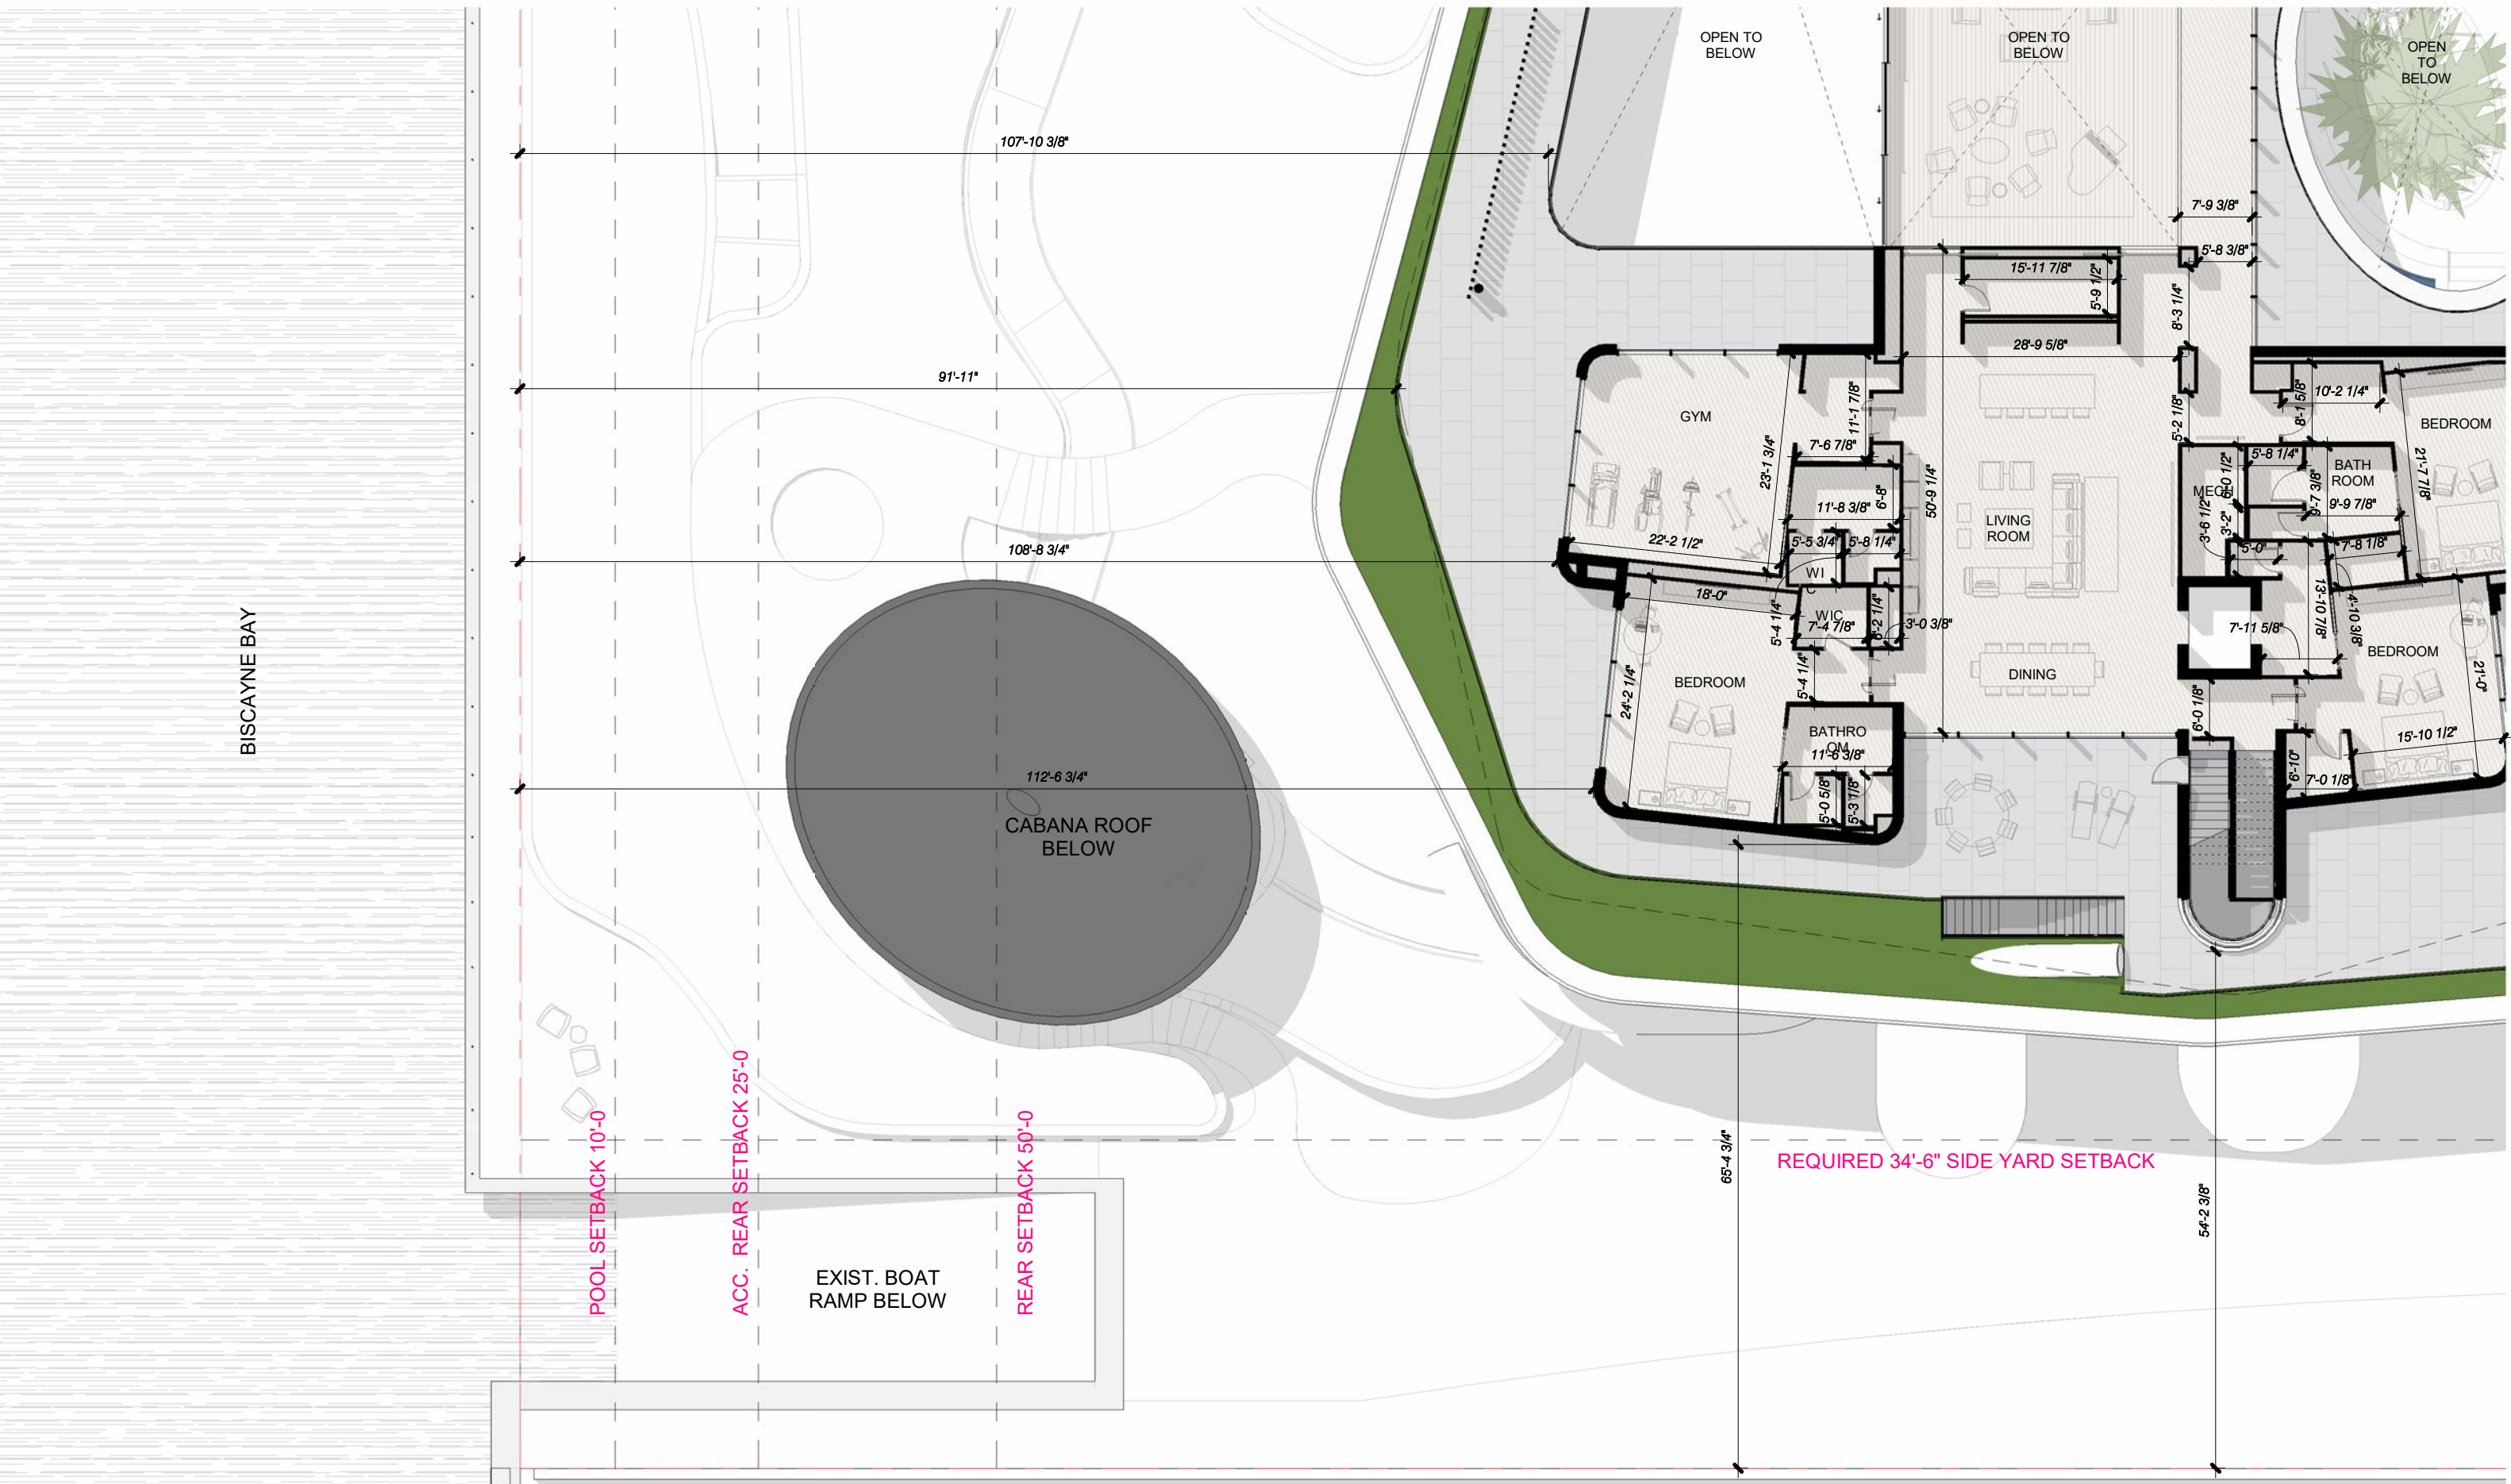 OPEN TO
BELOW
OPEN TO
BELOW
OPEN
TO
BELOW
107'-10 3/8"
7'-9 3/8"
5'-8 3/8"
15'-11 7/8"
5'-9 1/2"
8'-3 1/4"
28'-9 5/8"
91'-11"
GYM
11'-1 7/8"
7'-6 7/8"
23'-1 3/4"
5'-2 1/8"
8'-1 5/8"
10'-2 1/4"
BEDROOM
21'-7 7/8"
5'-8 1/4"
BATH
ROOM
9'-7 3/8"
9'-9 7/8"
MECH
3'-6 1/2"
3'-2"
50'-9 1/4"
11'-8 3/8"
6'-8"
LIVING
ROOM
22'-2 1/2"
5'-5 3/4"
5'-8 1/4"
5'-0"
7'-8 1/8"
108'-8 3/4"
WI
C
18'-0"
5'-4 1/4"
WIC
7'-4 7/8"
6'-2 1/4"
3'-0 3/8"
13'-10 7/8"
4'-10 3/8"
7'-11 5/8"
BEDROOM
21'-0"
BISCAYNE BAY
24'-2 1/4"
BEDROOM
5'-4 1/4"
DINING
6'-0 1/8"
BATHRO
OM
11'-6 3/8"
15'-10 1/2"
6'-10"
7'-0 1/8"
5'-0 5/8"
5'-3 1/8"
112'-6 3/4"
CABANA ROOF
BELOW
POOL SETBACK 10'-0
ACC. REAR SETBACK 25'-0
REAR SETBACK 50'-0
65'-4 3/4"
REQUIRED 34'-6" SIDE YARD SETBACK
54'-2 3/8"
EXIST. BOAT
RAMP BELOW